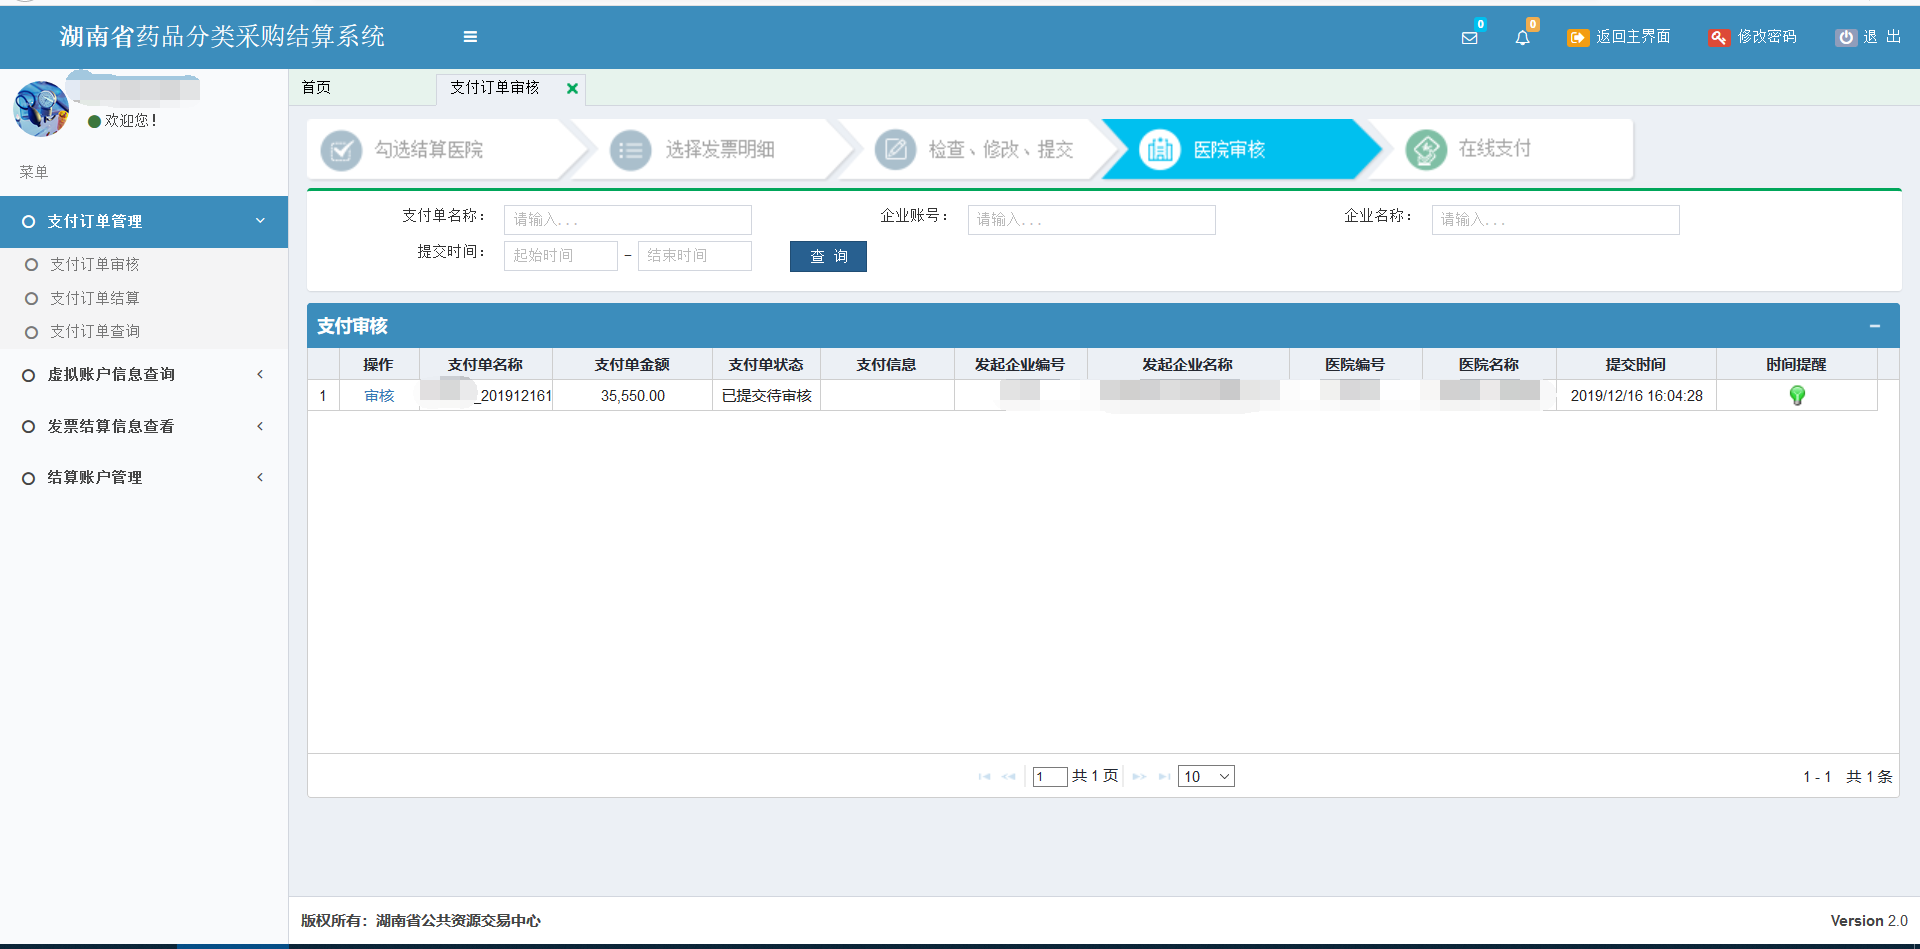 湖南省药品分类采购结算系统
0
0
返回主界面
修改密码
退 出
欢迎您!
菜单
支付订单管理
支付订单审核
支付订单结算
支付订单查询
虚拟账户信息查询
发票结算信息查看
结算账户管理
首页
支付订单审核
勾选结算医院
选择发票明细
检查、修改、提交
医院审核
在线支付
支付单名称：
请输入...
企业账号：
请输入...
企业名称：
请输入...
提交时间：
起始时间
–
结束时间
查 询
支付审核
操作 支付单名称 支付单金额 支付单状态 支付信息 发起企业编号 发起企业名称 医院编号 医院名称 提交时间 时间提醒
1 审核 _201912161 35,550.00 已提交待审核 2019/12/16 16:04:28
1 共 1 页 10
1 - 1 共 1 条
版权所有：湖南省公共资源交易中心
Version 2.0